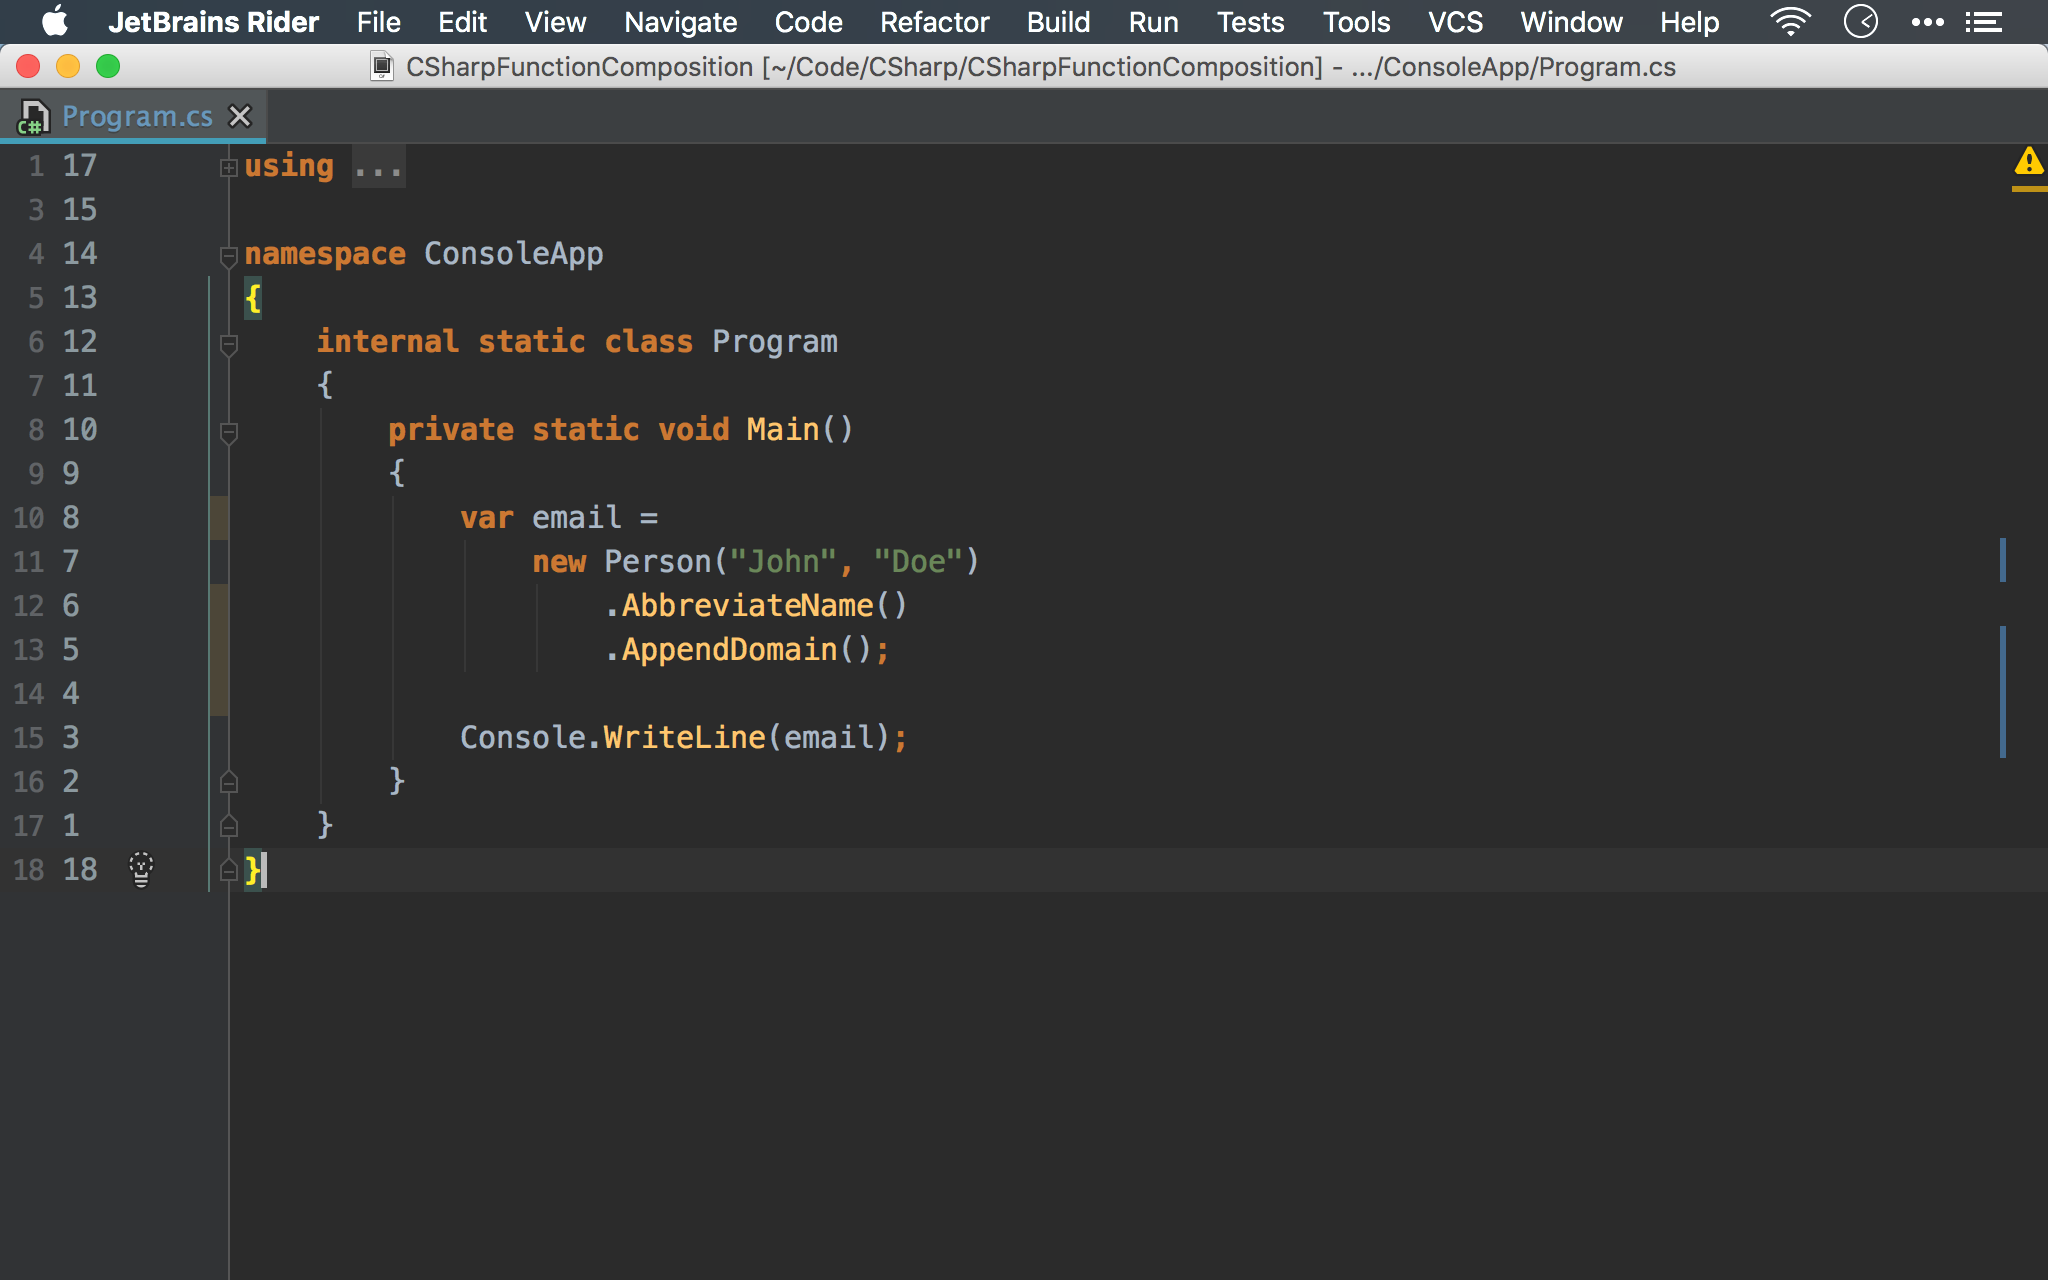 JetBrains Rider File Edit View Navigate Code Refactor Build Run Tests Tools VCS Window Help
CSharpFunctionComposition [~/Code/CSharp/CSharpFunctionComposition] - .../ConsoleApp/Program.cs
C# Program.cs
1 17 using ...
3 15
4 14 namespace ConsoleApp
5 13 {
6 12 internal static class Program
7 11 {
8 10 private static void Main()
9 9 {
10 8 var email =
11 7 new Person("John", "Doe")
12 6 .AbbreviateName()
13 5 .AppendDomain();
14 4
15 3 Console.WriteLine(email);
16 2 }
17 1 }
18 18 }